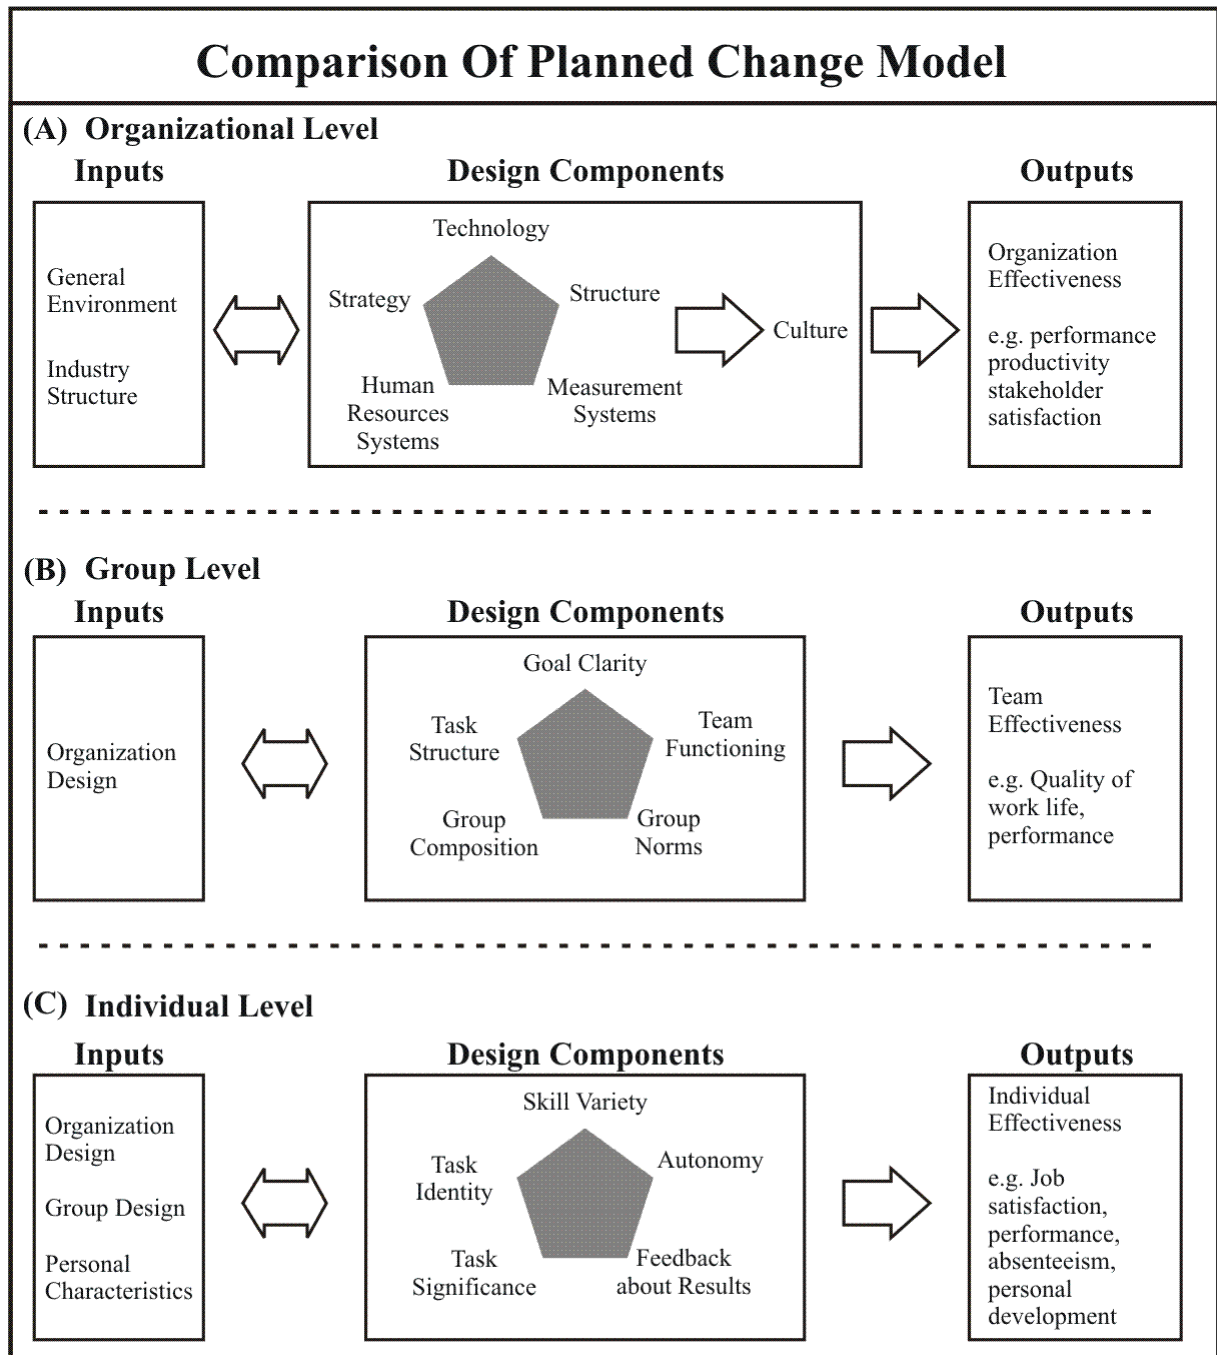 Comparison Of Planned Change Model
(A) Organizational Level
Inputs
Design Components
Outputs
General
Environment
Industry
Structure
Technology
Strategy
Structure
Human
Resources
Systems
Measurement
Systems
Culture
Organization
Effectiveness
e.g. performance
productivity
stakeholder
satisfaction
(B) Group Level
Inputs
Design Components
Outputs
Organization
Design
Goal Clarity
Task
Structure
Team
Functioning
Group
Composition
Group
Norms
Team
Effectiveness
e.g. Quality of
work life,
performance
(C) Individual Level
Inputs
Design Components
Outputs
Organization
Design
Group Design
Personal
Characteristics
Skill Variety
Task
Identity
Autonomy
Task
Significance
Feedback
about Results
Individual
Effectiveness
e.g. Job
satisfaction,
performance,
absenteeism,
personal
development